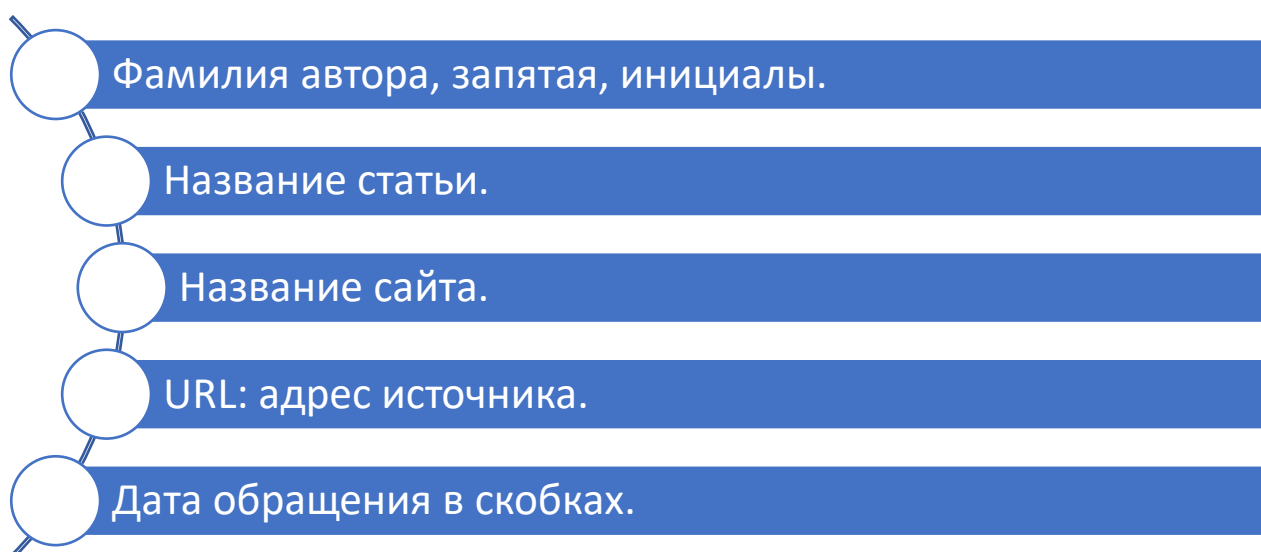 Фамилия автора, запятая, инициалы.
Название статьи.
Название сайта.
URL: адрес источника.
Дата обращения в скобках.